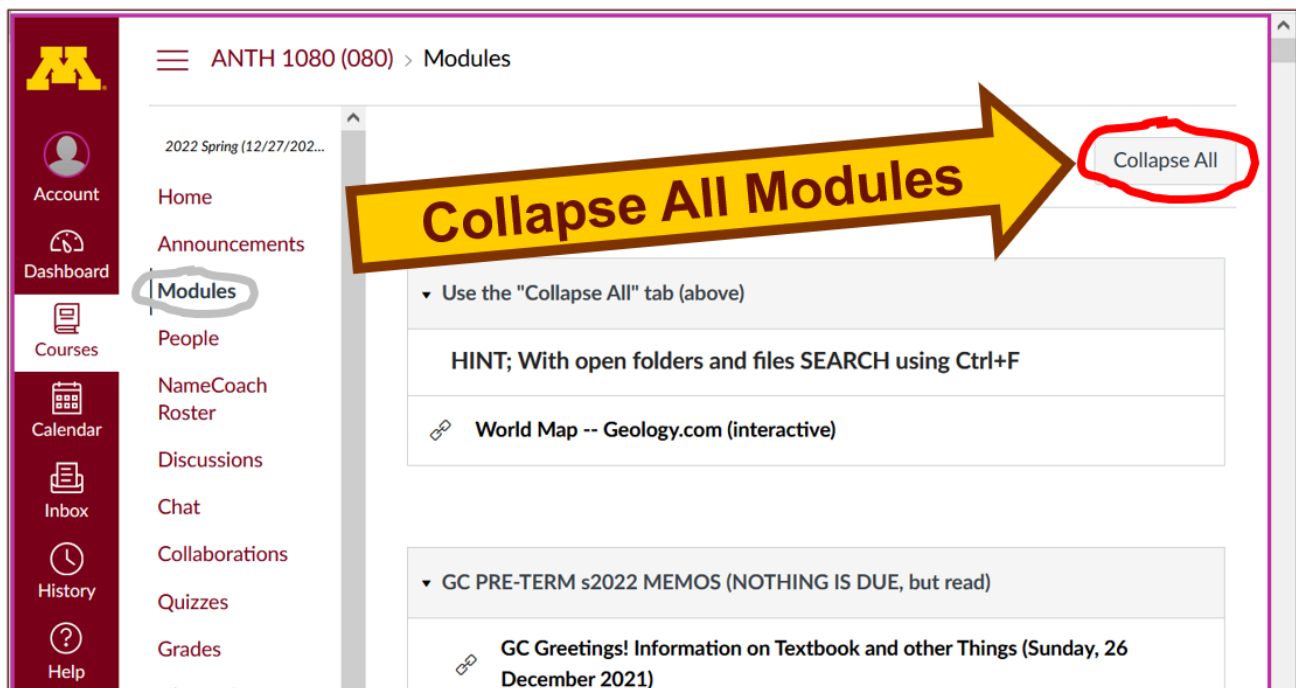 M
ANTH 1080 (080) > Modules
Account
Dashboard
Courses
Calendar
Inbox
History
Help
2022 Spring (12/27/202...
Home
Announcements
Modules
People
NameCoach
Roster
Discussions
Chat
Collaborations
Quizzes
Grades
Collapse All Modules
Collapse All
Use the "Collapse All" tab (above)
HINT; With open folders and files SEARCH using Ctrl+F
World Map -- Geology.com (interactive)
GC PRE-TERM s2022 MEMOS (NOTHING IS DUE, but read)
GC Greetings! Information on Textbook and other Things (Sunday, 26
December 2021)